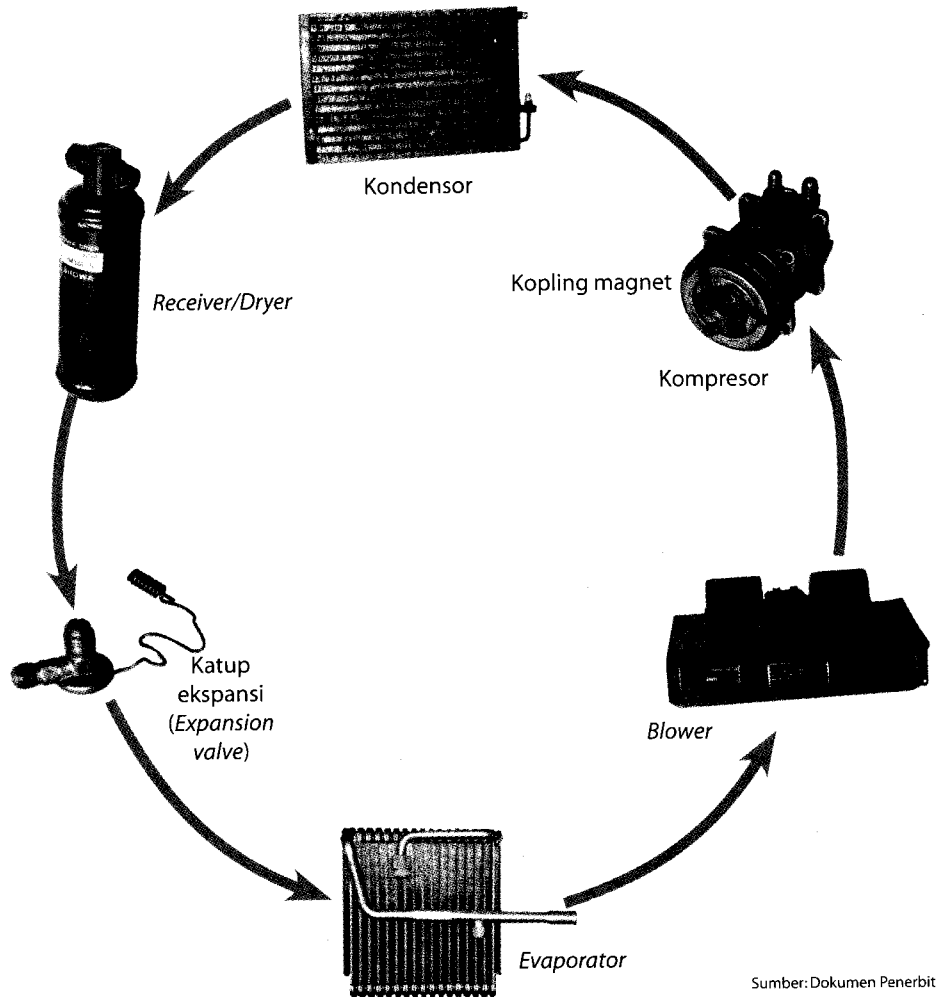 Kondensor
Receiver/Dryer
Kopling magnet
Kompresor
Katup
ekspansi
(Expansion
valve)
Blower
Evaporator
Sumber: Dokumen Penerbit